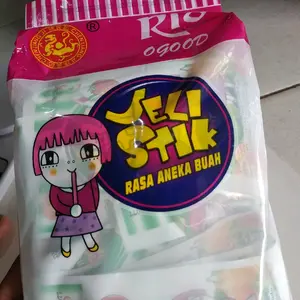 RIO
OGOOD
JELI
STIK
RASA ANEKA BUAH